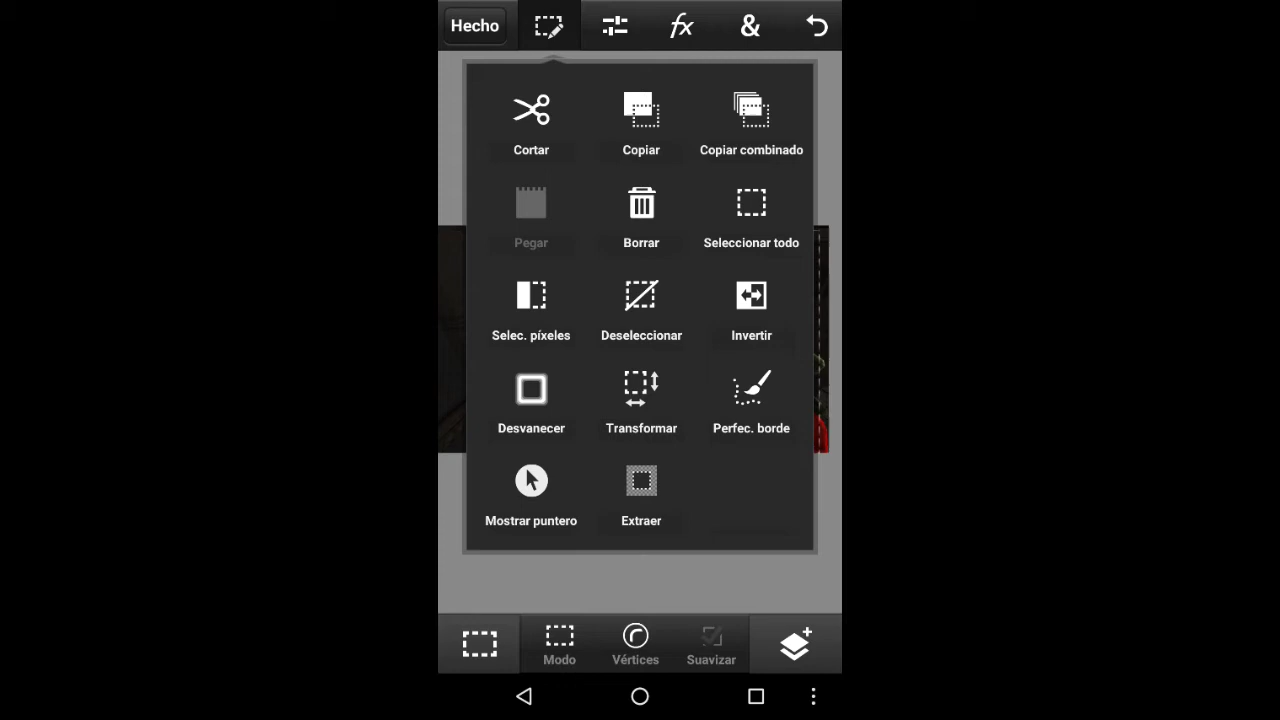 Hecho
fx
&
Cortar
Copiar
Copiar combinado
Pegar
Borrar
Seleccionar todo
Selec. píxeles
Deseleccionar
Invertir
Desvanecer
Transformar
Perfec. borde
Mostrar puntero
Extraer
Modo
Vértices
Suavizar